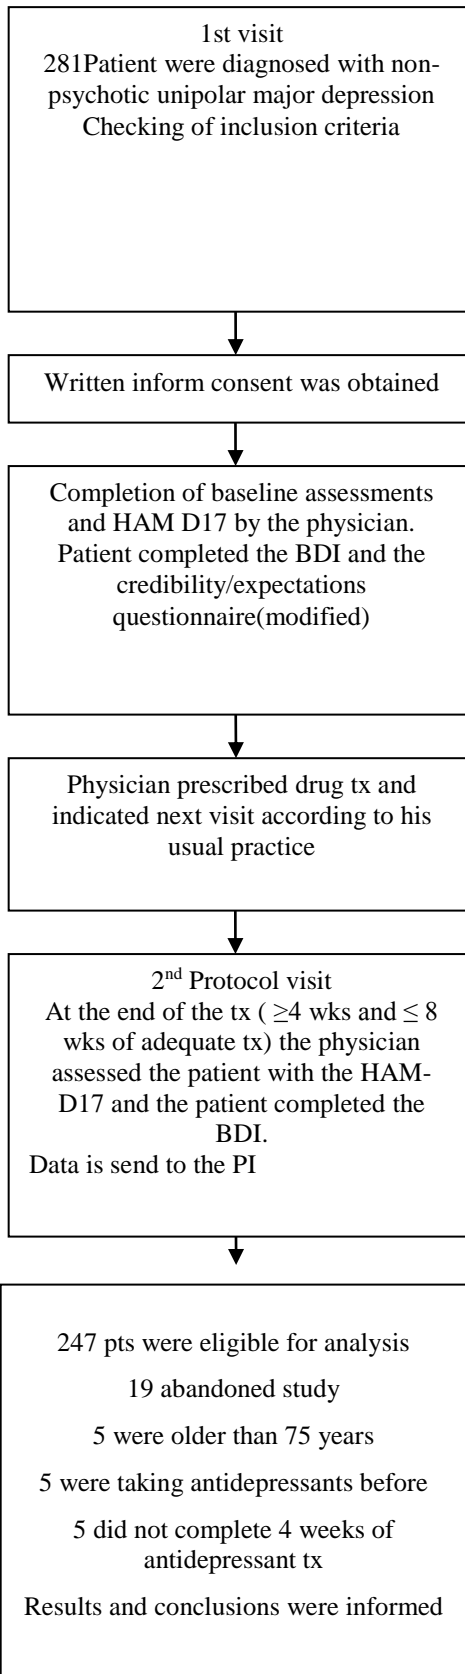 1st visit
281Patient were diagnosed with non-
psychotic unipolar major depression
Checking of inclusion criteria
Written inform consent was obtained
Completion of baseline assessments
and HAM D17 by the physician.
Patient completed the BDI and the
credibility/expectations
questionnaire(modified)
Physician prescribed drug tx and
indicated next visit according to his
usual practice
2nd Protocol visit
At the end of the tx ( ≥4 wks and ≤ 8
wks of adequate tx) the physician
assessed the patient with the HAM-
D17 and the patient completed the
BDI.
Data is send to the PI
247 pts were eligible for analysis
19 abandoned study
5 were older than 75 years
5 were taking antidepressants before
5 did not complete 4 weeks of
antidepressant tx
Results and conclusions were informed